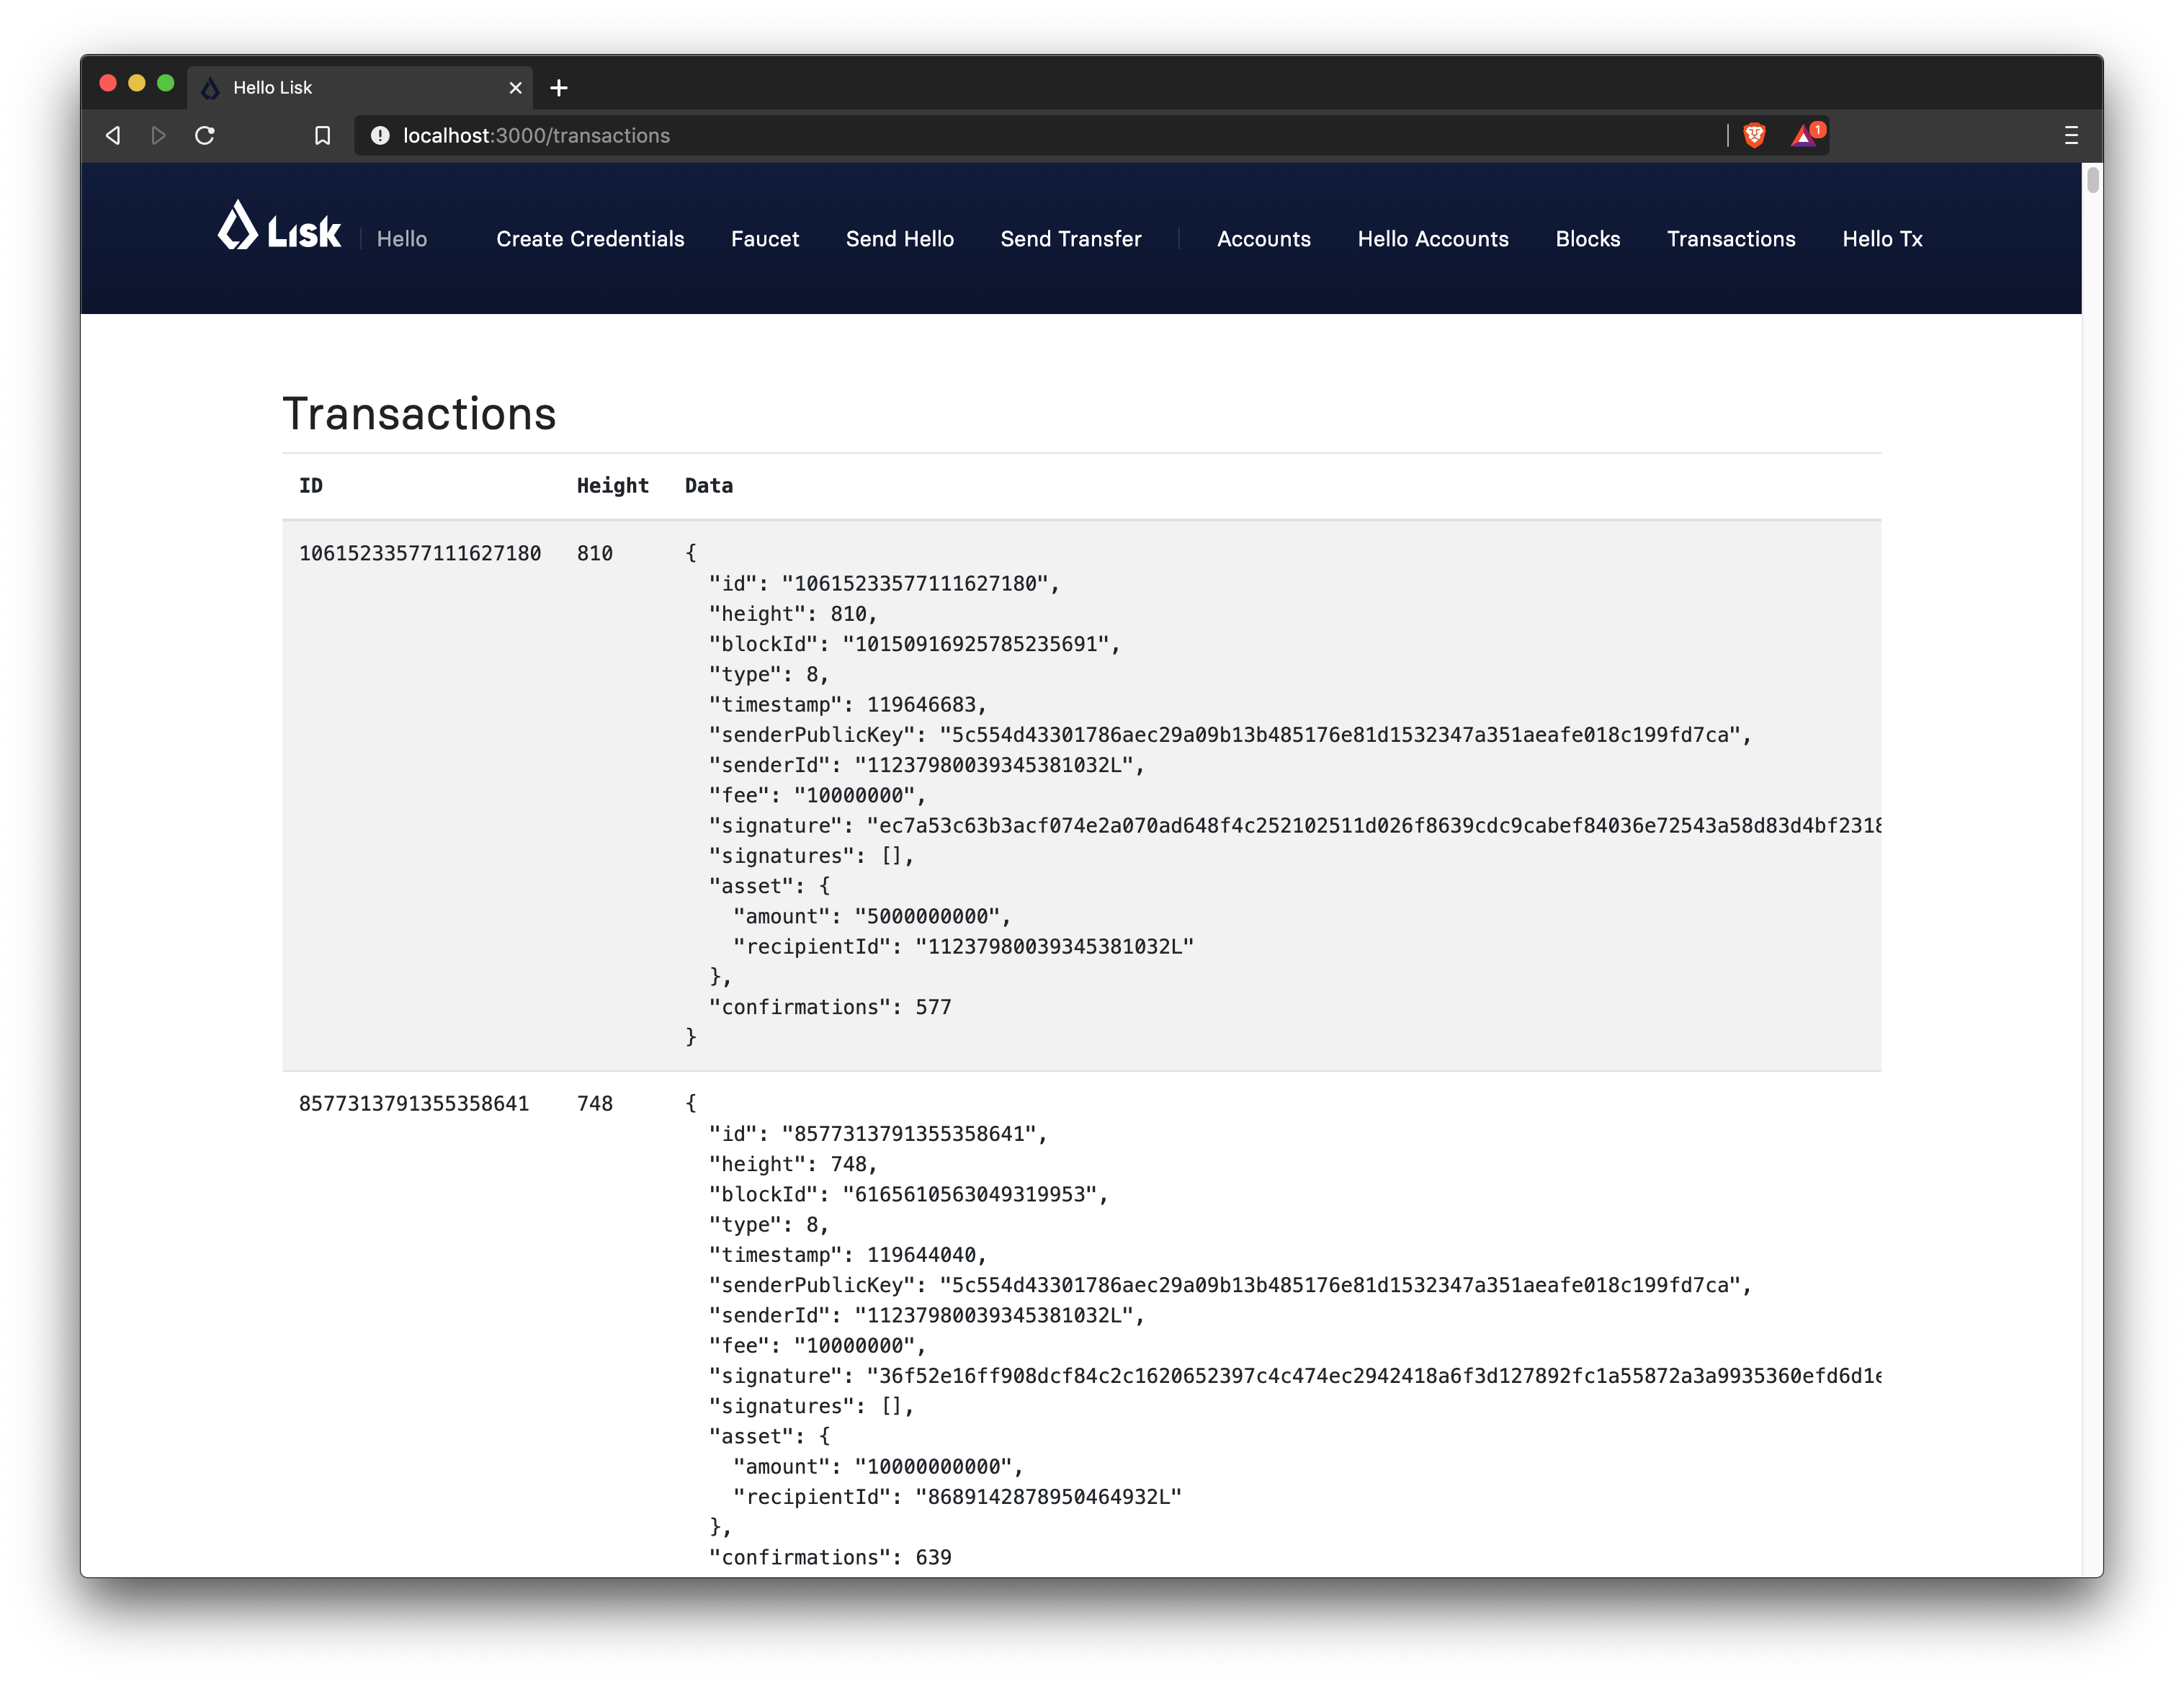 Hello Lisk
localhost:3000/transactions
1
Lisk Hello Create Credentials Faucet Send Hello Send Transfer Accounts Hello Accounts Blocks Transactions Hello Tx
Transactions
ID Height Data
10615233577111627180 810 {
"id": "10615233577111627180",
"height": 810,
"blockId": "10150916925785235691",
"type": 8,
"timestamp": 119646683,
"senderPublicKey": "5c554d43301786aec29a09b13b485176e81d1532347a351aeafe018c199fd7ca",
"senderId": "11237980039345381032L",
"fee": "10000000",
"signature": "ec7a53c63b3acf074e2a070ad648f4c252102511d026f8639cdc9cabef84036e72543a58d83d4bf2318
"signatures": [],
"asset": {
"amount": "5000000000",
"recipientId": "11237980039345381032L"
},
"confirmations": 577
}
8577313791355358641 748 {
"id": "8577313791355358641",
"height": 748,
"blockId": "6165610563049319953",
"type": 8,
"timestamp": 119644040,
"senderPublicKey": "5c554d43301786aec29a09b13b485176e81d1532347a351aeafe018c199fd7ca",
"senderId": "11237980039345381032L",
"fee": "10000000",
"signature": "36f52e16ff908dcf84c2c1620652397c4c474ec2942418a6f3d127892fc1a55872a3a9935360efd6d1e
"signatures": [],
"asset": {
"amount": "10000000000",
"recipientId": "8689142878950464932L"
},
"confirmations": 639